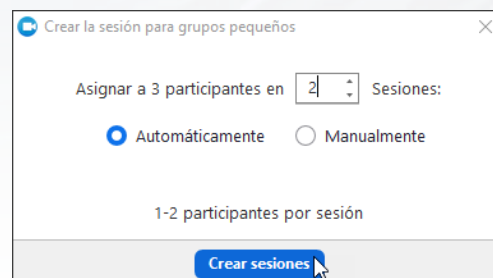 Crear la sesión para grupos pequeños
Asignar a 3 participantes en 2 Sesiones:
Automáticamente Manualmente
1-2 participantes por sesión
Crear sesiones